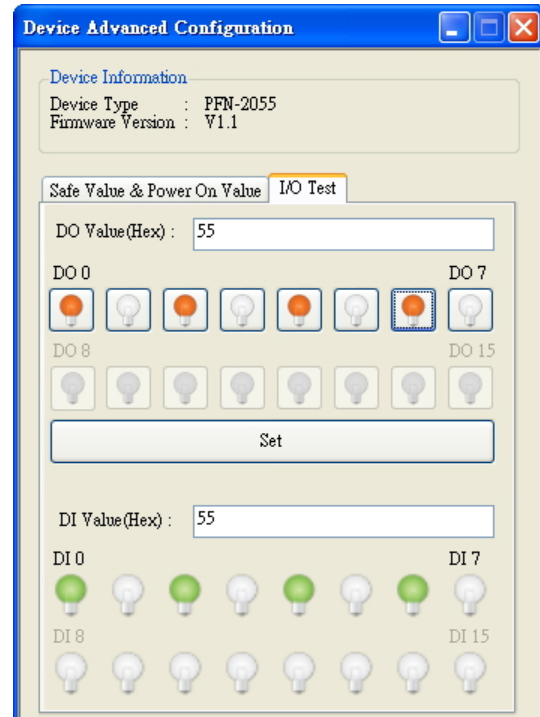 Device Advanced Configuration
Device Information
Device Type : PFN-2055
Firmware Version : V1.1
Safe Value & Power On Value I/O Test
DO Value(Hex) : 55
DO 0 DO 7
DO 8 DO 15
Set
DI Value(Hex) : 55
DI 0 DI 7
DI 8 DI 15